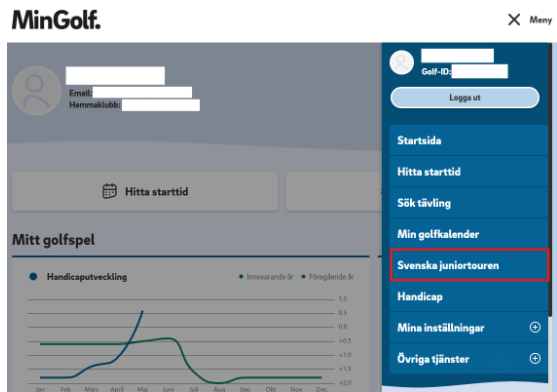 MinGolf.
Meny
Email:
Hemmaklubb:
Golf-ID:
Logga ut
Startsida
Hitta starttid
Sök tävling
Min golfkalender
Svenska juniortouren
Handicap
Mina inställningar
Övriga tjänster
Hitta starttid
Mitt golfspel
Handicaputveckling
Innevarande år
Föregående år
1,0
0,5
0,0
+0,5
+1,0
+1,5
+2,0
Jan Feb Mars April Maj Juni Juli Aug Sep Okt Nov Dec